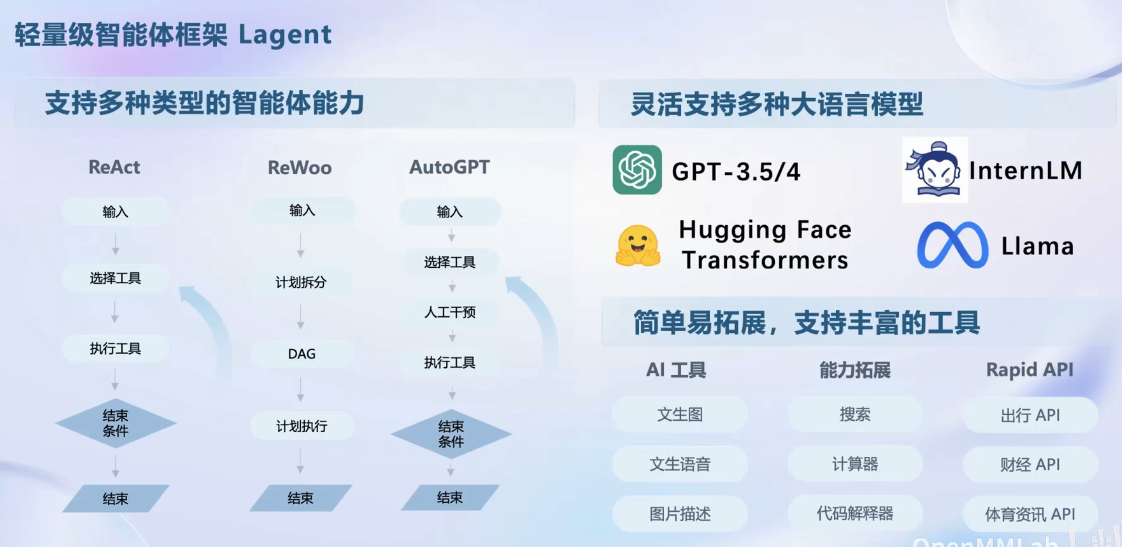 轻量级智能体框架 Lagent
支持多种类型的智能体能力
ReAct
输入
选择工具
执行工具
结束
条件
结束
ReWoo
输入
计划拆分
DAG
计划执行
结束
AutoGPT
输入
选择工具
人工干预
执行工具
结束
条件
结束
灵活支持多种大语言模型
GPT-3.5/4
InternLM
Hugging Face
Transformers
Llama
简单易拓展，支持丰富的工具
AI 工具
文生图
文生语音
图片描述
能力拓展
搜索
计算器
代码解释器
Rapid API
出行 API
财经 API
体育资讯 API
OpenMMLab